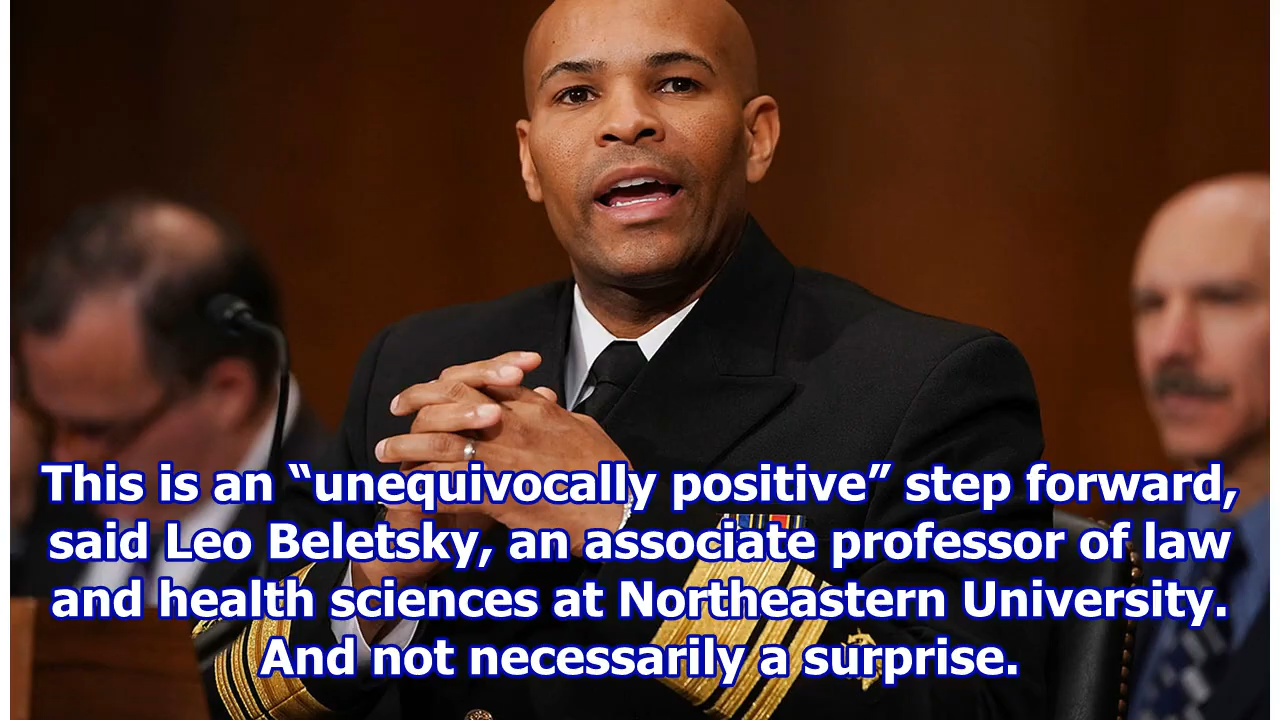 This is an “unequivocally positive” step forward,
said Leo Beletsky, an associate professor of law
and health sciences at Northeastern University.
And not necessarily a surprise.